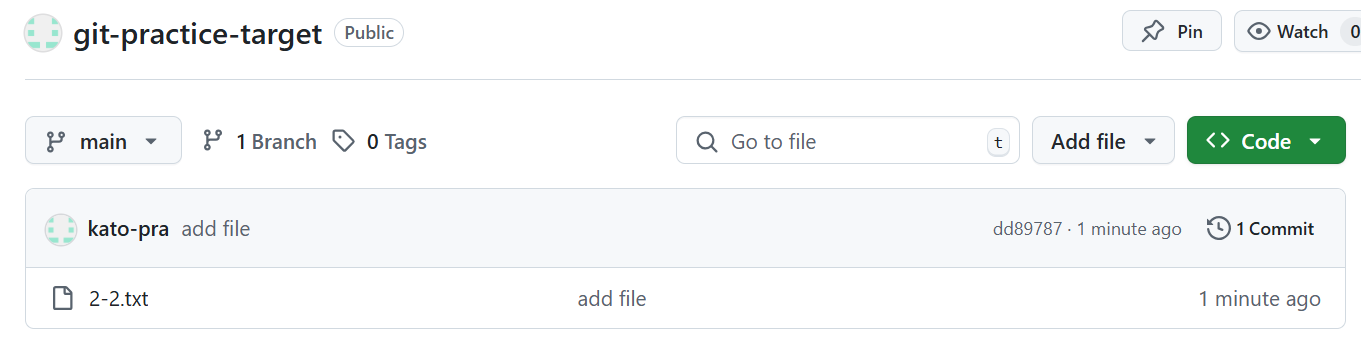 git-practice-target Public Pin Watch 0
main 1 Branch 0 Tags Go to file t Add file Code
kato-pra add file dd89787 · 1 minute ago 1 Commit
2-2.txt add file 1 minute ago